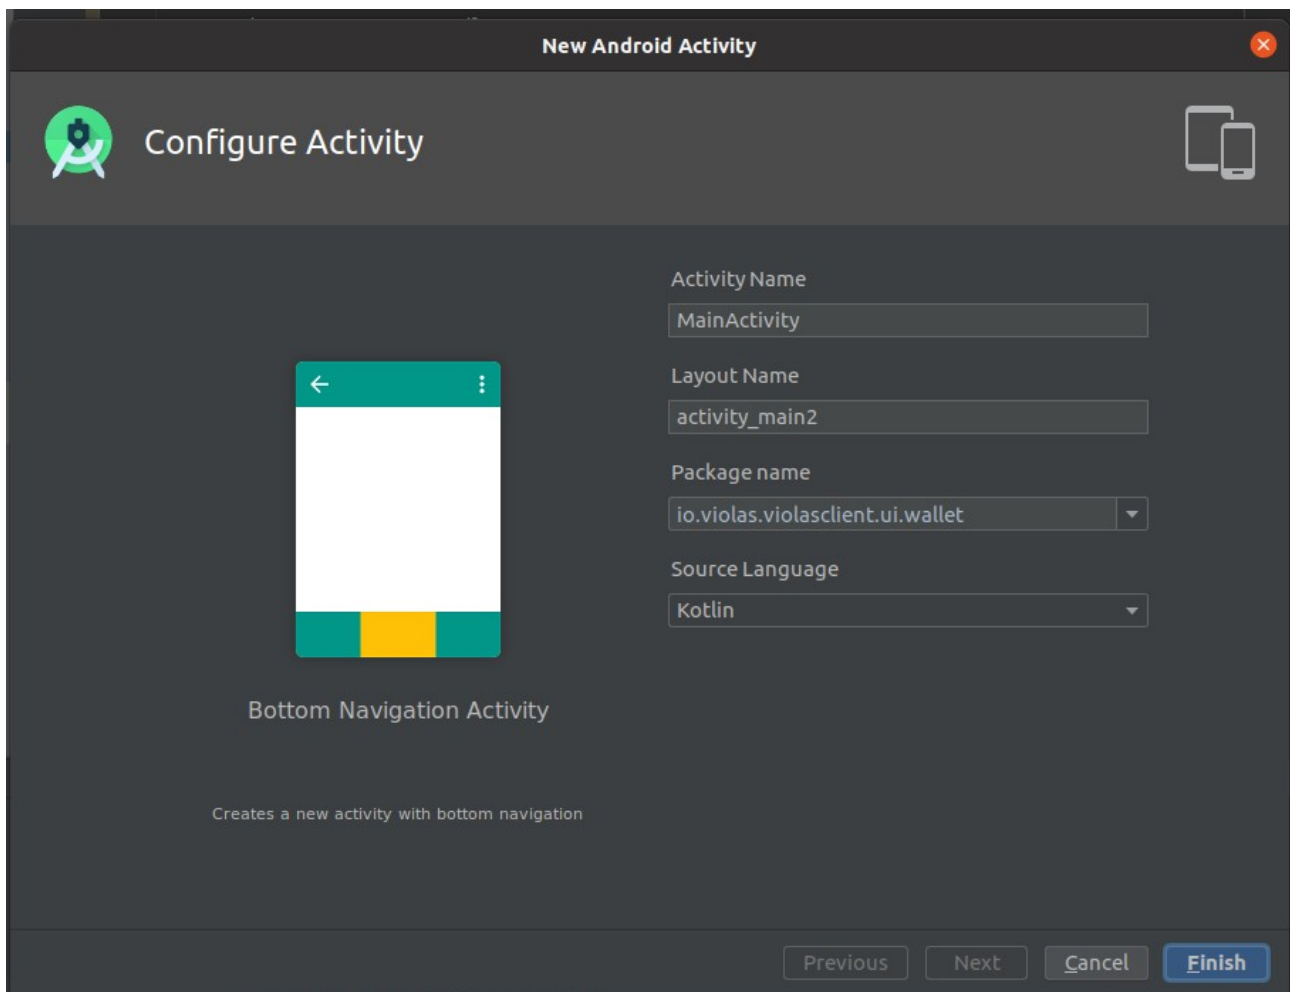 New Android Activity
Configure Activity
Activity Name
MainActivity
Layout Name
activity_main2
Package name
io.violas.violasclient.ui.wallet
Source Language
Kotlin
Bottom Navigation Activity
Creates a new activity with bottom navigation
Previous
Next
Cancel
Finish